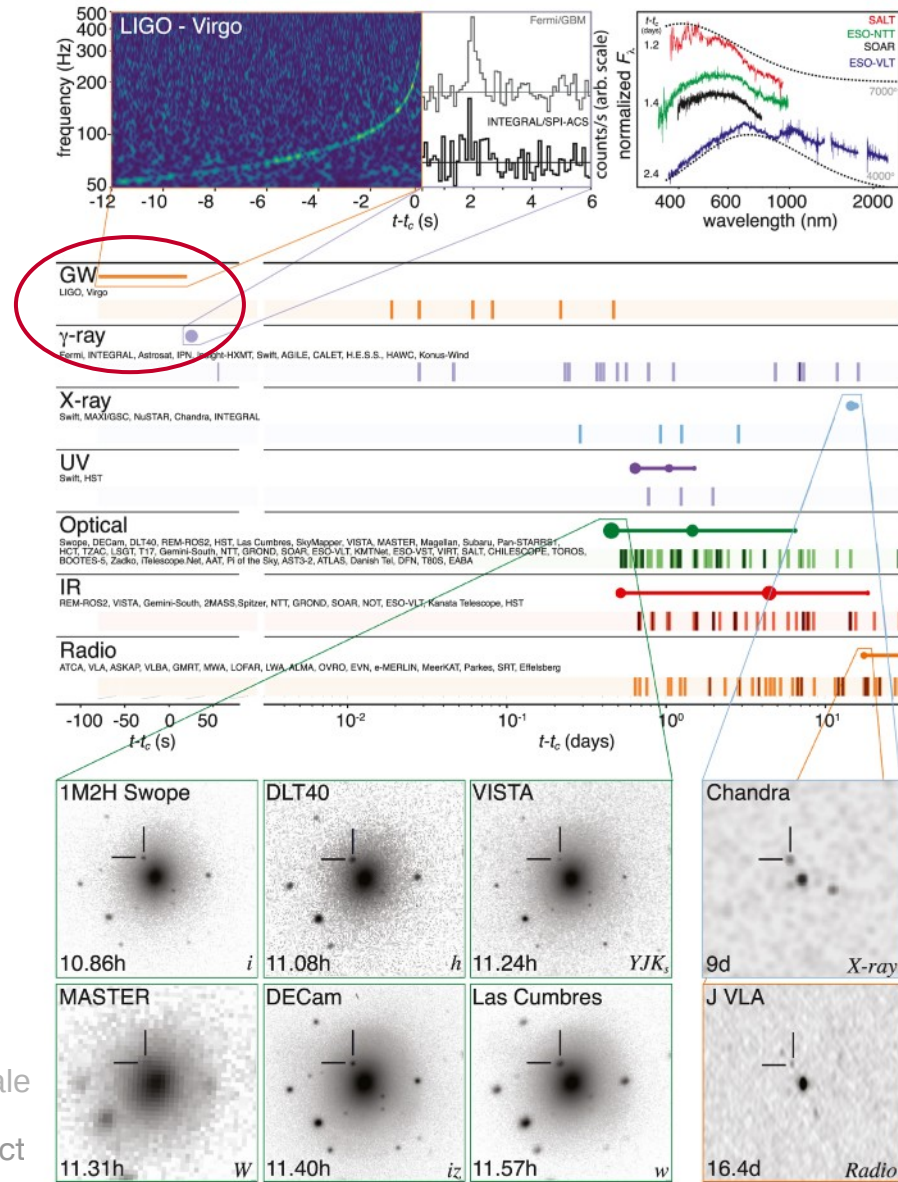 LIGO - Virgo
frequency (Hz)
500
400
300
200
100
50
-12 -10 -8 -6 -4 -2 0 2 4 6
t-tc (s)
Fermi/GBM
INTEGRAL/SPI-ACS
counts/s (arb. scale)
normalized Fλ
t-tc
(days)
1.2
1.4
2.4
SALT
ESO-NTT
SOAR
ESO-VLT
7000°
4000°
400 600 1000 2000
wavelength (nm)
GW
LIGO, Virgo
γ-ray
Fermi, INTEGRAL, Astrosat, IPN, Insight-HXMT, Swift, AGILE, CALET, H.E.S.S., HAWC, Konus-Wind
X-ray
Swift, MAXI/GSC, NuSTAR, Chandra, INTEGRAL
UV
Swift, HST
Optical
Swope, DECam, DLT40, REM-ROS2, HST, Las Cumbres, SkyMapper, VISTA, MASTER, Magellan, Subaru, Pan-STARRS1,
HCT, TZAC, LSGT, T17, Gemini-South, NTT, GROND, SOAR, ESO-VLT, KMTNet, ESO-VST, VIRT, SALT, CHILESCOPE, TOROS,
BOOTES-5, Zadko, iTelescope.Net, AAT, Pi of the Sky, AST3-2, ATLAS, Danish Tel, DFN, T80S, EABA
IR
REM-ROS2, VISTA, Gemini-South, 2MASS,Spitzer, NTT, GROND, SOAR, NOT, ESO-VLT, Kanata Telescope, HST
Radio
ATCA, VLA, ASKAP, VLBA, GMRT, MWA, LOFAR, LWA, ALMA, OVRO, EVN, e-MERLIN, MeerKAT, Parkes, SRT, Effelsberg
-100 -50 0 50 10-2 10-1 100 101
t-tc (s) t-tc (days)
1M2H Swope
10.86h i
DLT40
11.08h h
VISTA
11.24h YJKs
Chandra
9d X-ray
MASTER
11.31h W
DECam
11.40h iz
Las Cumbres
11.57h w
J VLA
16.4d Radio
ale
ct